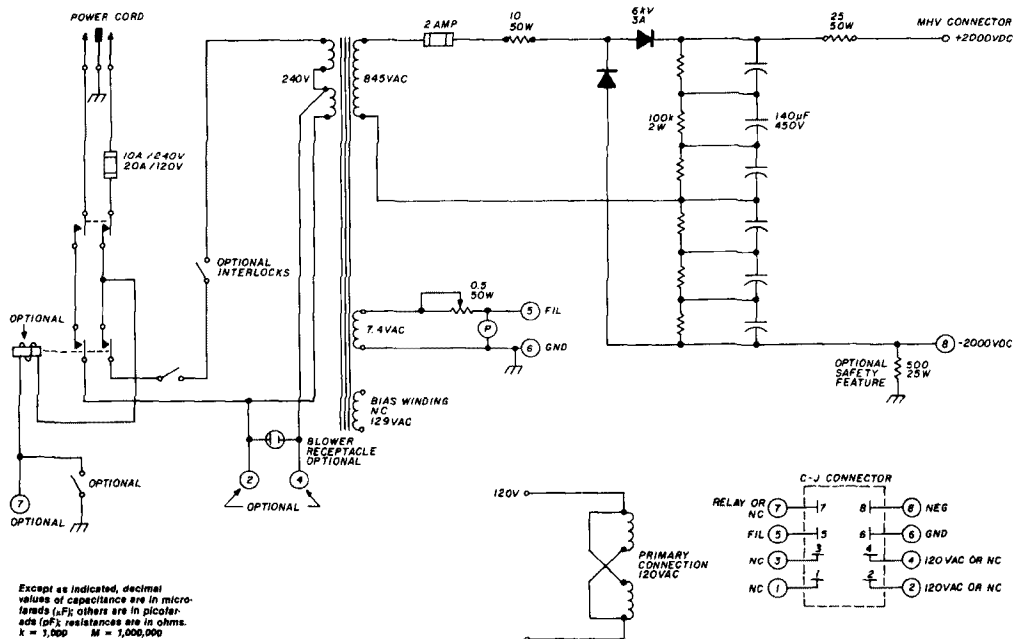 POWER CORD
10A/240V
20A/120V
OPTIONAL
OPTIONAL
INTERLOCKS
240V
845VAC
2 AMP
10
50W
6kV
3A
25
50W
MHV CONNECTOR
+2000VDC
100k
2W
140µF
450V
0.5
50W
7.4VAC
P
5 FIL
6 GND
8 -2000VDC
OPTIONAL
SAFETY
FEATURE
500
25W
BIAS WINDING
NC
129VAC
BLOWER
RECEPTACLE
OPTIONAL
2
4
OPTIONAL
OPTIONAL
7
OPTIONAL
120V
PRIMARY
CONNECTION
120VAC
C-J CONNECTOR
RELAY OR
NC 7 7 8 8 NEG
FIL 5 5 6 6 GND
NC 3 3 4 4 120VAC OR NC
NC 1 1 2 2 120VAC OR NC
Except as indicated, decimal
values of capacitance are in micro-
farads (µF); others are in picofar-
ads (pF); resistances are in ohms.
k = 1,000 M = 1,000,000